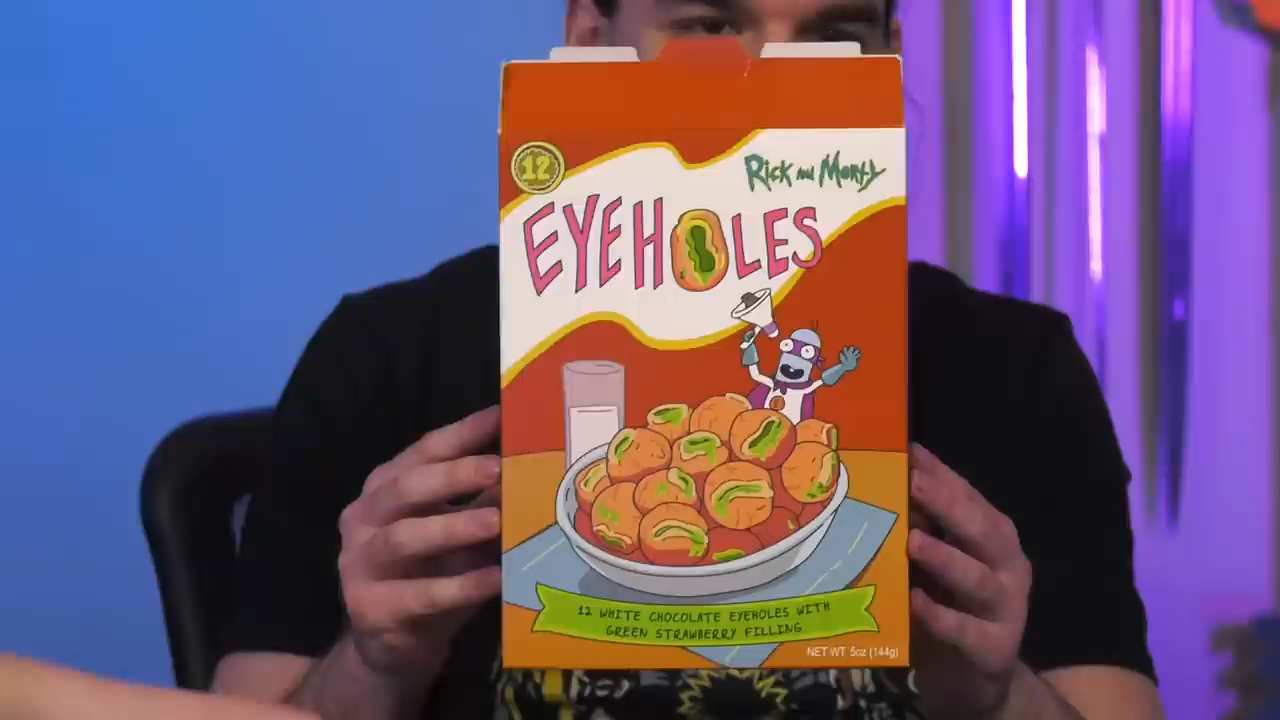 12
Rick and Morty
EYEHOLES
12 WHITE CHOCOLATE EYEHOLES WITH
GREEN STRAWBERRY FILLING
NET WT 5oz (144g)